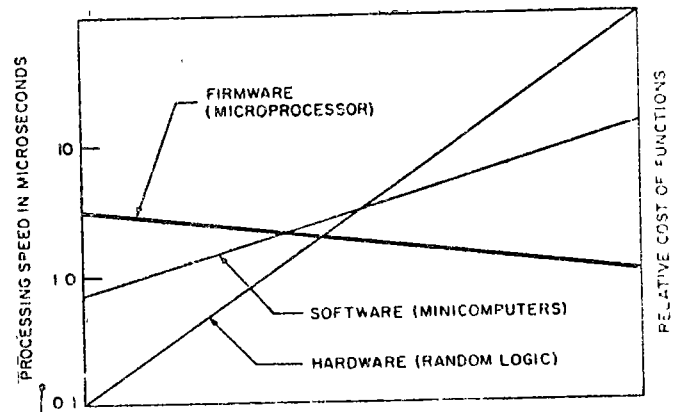 PROCESSING SPEED IN MICROSECONDS
10
1 0
0 1
FIRMWARE
(MICROPROCESSOR)
SOFTWARE (MINICOMPUTERS)
HARDWARE (RANDOM LOGIC)
RELATIVE COST OF FUNCTIONS